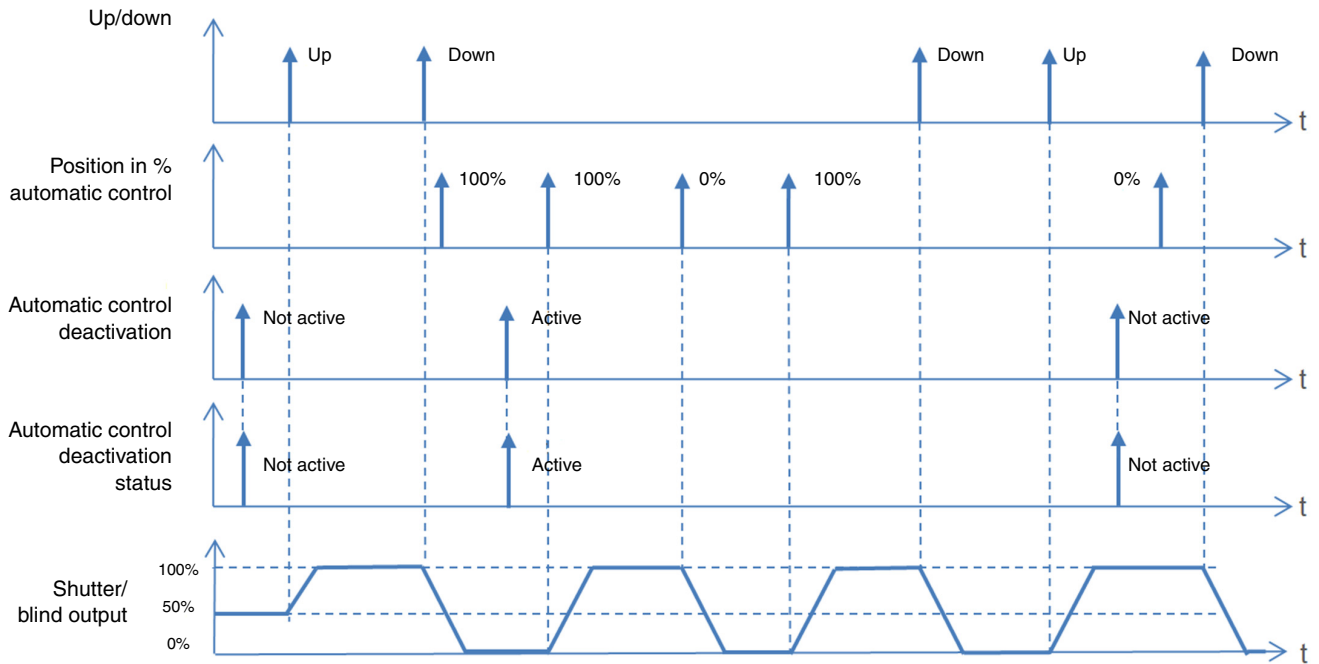 Up/down
Up
Down
Down
Up
Down
t
Position in %
automatic control
100%
100%
0%
100%
0%
t
Automatic control
deactivation
Not active
Active
Not active
t
Automatic control
deactivation
status
Not active
Active
Not active
t
Shutter/
blind output
100%
50%
0%
t